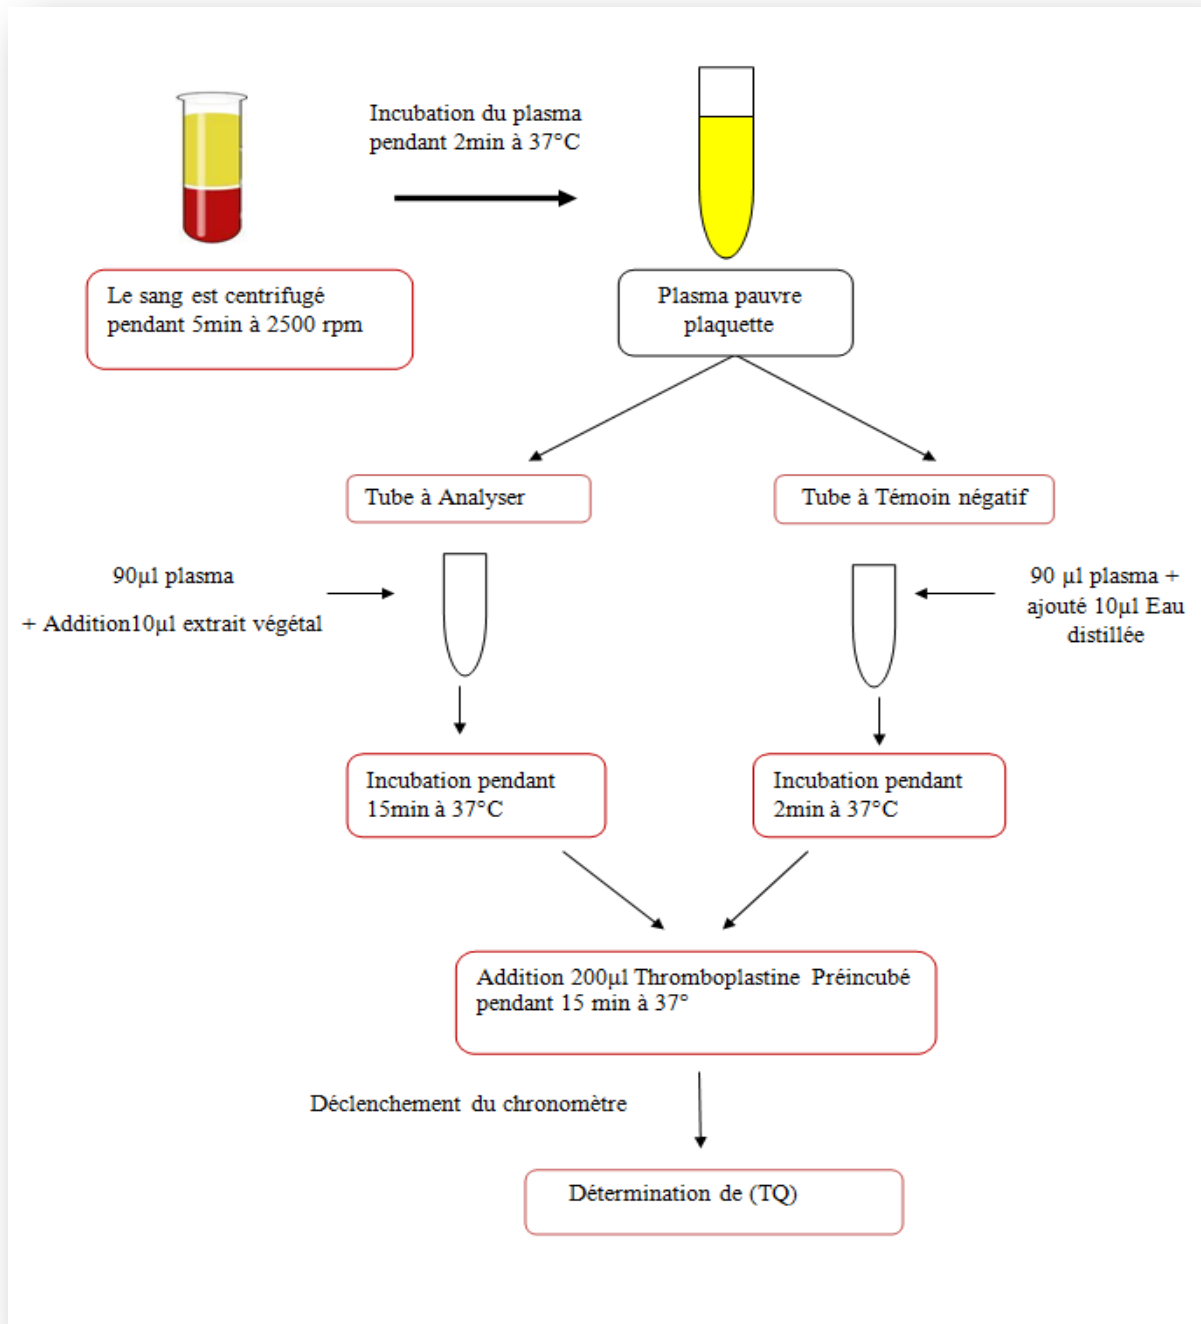 Incubation du plasma
pendant 2min à 37°C
Le sang est centrifugé
pendant 5min à 2500 rpm
Plasma pauvre
plaquette
Tube à Analyser
Tube à Témoin négatif
90µl plasma
+ Addition10µl extrait végétal
90 µl plasma +
ajouté 10µl Eau
distillée
Incubation pendant
15min à 37°C
Incubation pendant
2min à 37°C
Addition 200µl Thromboplastine Préincubé
pendant 15 min à 37°
Déclenchement du chronomètre
Détermination de (TQ)